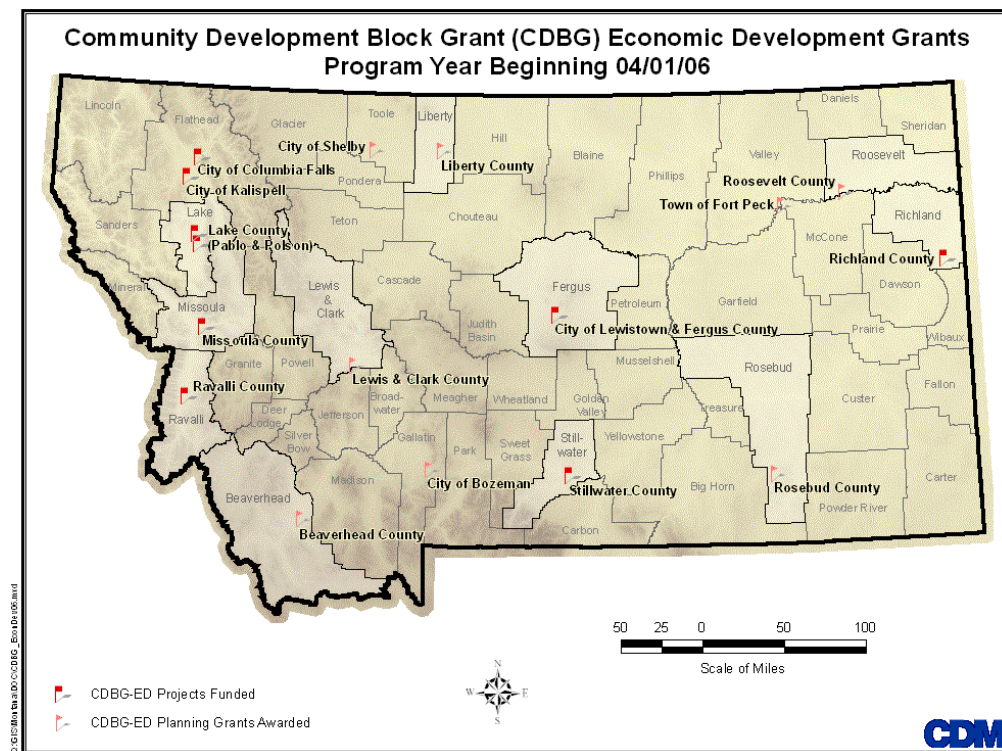 Community Development Block Grant (CDBG) Economic Development Grants
Program Year Beginning 04/01/06
Lincoln
Flathead
Glacier
Toole
Liberty
Hill
Blaine
Phillips
Valley
Daniels
Sheridan
Roosevelt
City of Shelby
Liberty County
City of Columbia Falls
City of Kalispell
Pondera
Roosevelt County
Town of Fort Peck
Richland
Sanders
Lake
Lake County
(Pablo & Polson)
Teton
Chouteau
McCone
Richland County
Dawson
Mineral
Missoula
Missoula County
Lewis
&
Clark
Cascade
Judith
Basin
Fergus
City of Lewistown & Fergus County
Petroleum
Garfield
Prairie
Wibaux
Granite
Powell
Lewis & Clark County
Musselshell
Rosebud
Fallon
Ravalli County
Ravalli
Deer
Lodge
Silver
Bow
Jefferson
Broad-
water
Meagher
Wheatland
Golden
Valley
Treasure
Custer
Gallatin
Park
Sweet
Grass
Still-
water
Yellowstone
Big Horn
Carter
Beaverhead
Madison
City of Bozeman
Stillwater County
Rosebud County
Powder River
Beaverhead County
Carbon
50 25 0 50 100
Scale of Miles
N
W E
S
CDBG-ED Projects Funded
CDBG-ED Planning Grants Awarded
CDM